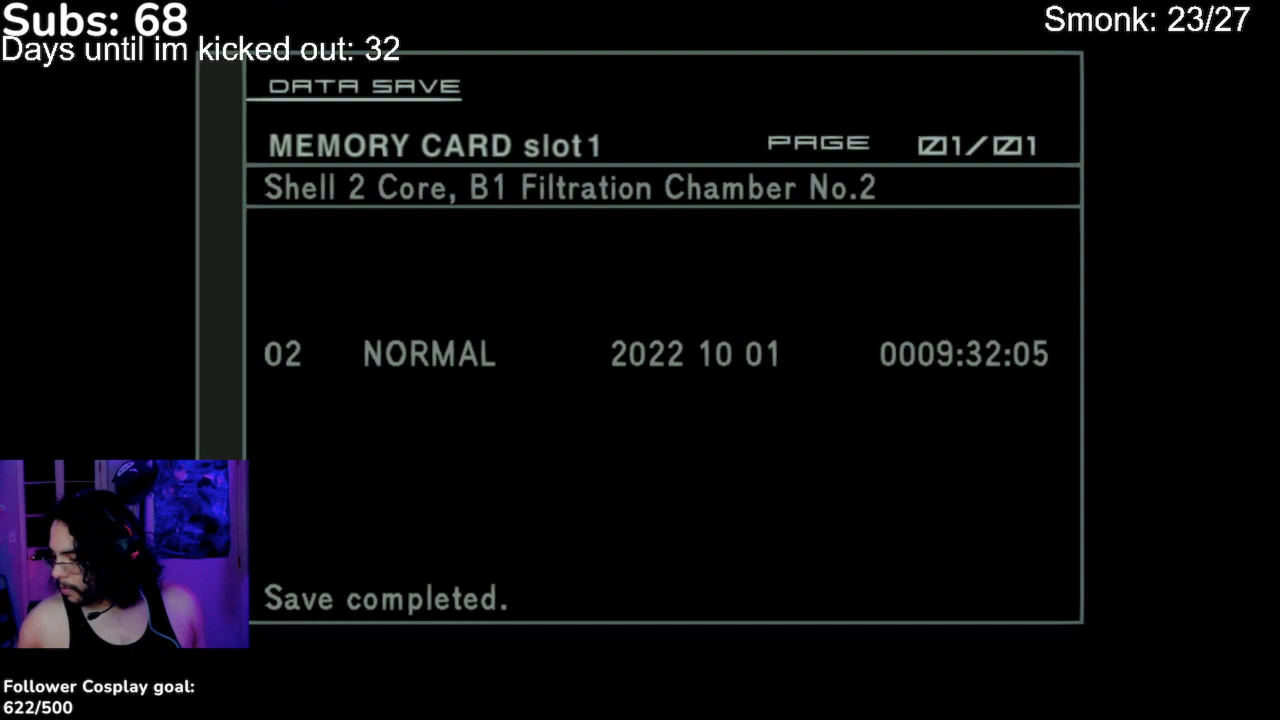 Subs: 68
Smonk: 23/27
Days until im kicked out: 32
DATA SAVE
MEMORY CARD slot1 PAGE 01/01
Shell 2 Core, B1 Filtration Chamber No.2
02 NORMAL 2022 10 01 0009:32:05
Save completed.
Follower Cosplay goal:
622/500